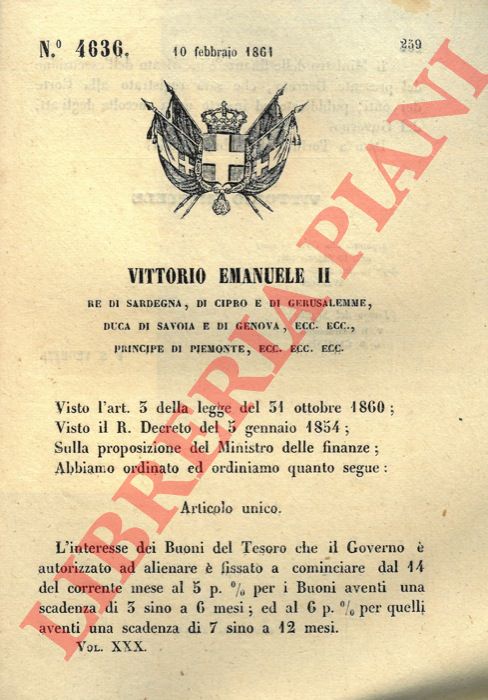 N.º 4636.
10 febbraio 1861
259
VITTORIO EMANUELE II
RE DI SARDEGNA, DI CIPRO E DI GERUSALEMME,
DUCA DI SAVOIA E DI GENOVA, ECC. ECC.,
PRINCIPE DI PIEMONTE, ECC. ECC. ECC.
Visto l'art. 3 della legge del 31 ottobre 1860;
Visto il R. Decreto del 5 gennaio 1854;
Sulla proposizione del Ministro delle finanze;
Abbiamo ordinato ed ordiniamo quanto segue:
Articolo unico.
L'interesse dei Buoni del Tesoro che il Governo è
autorizzato ad alienare è fissato a cominciare dal 14
del corrente mese al 5 p. % per i Buoni aventi una
scadenza di 3 sino a 6 mesi; ed al 6 p. % per quelli
aventi una scadenza di 7 sino a 12 mesi.
VOL. XXX.
LIBRERIA PIANI